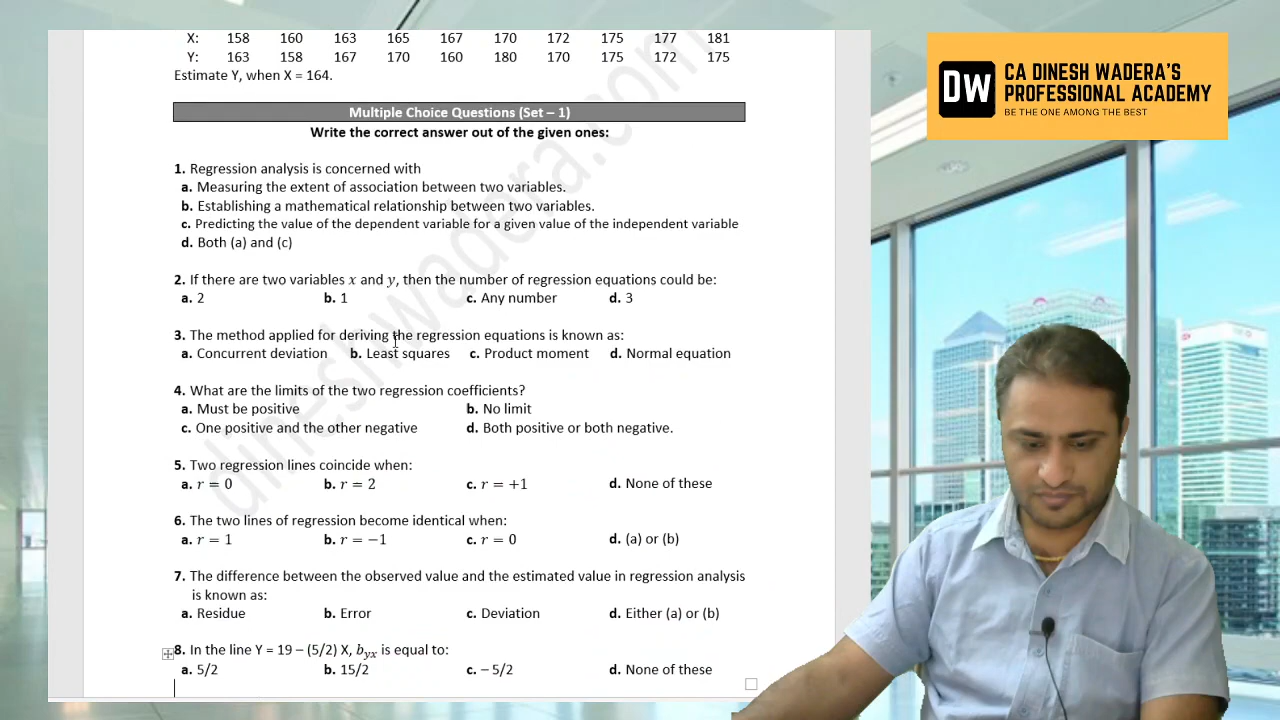 X: 158 160 163 165 167 170 172 175 177 181
Y: 163 158 167 170 160 180 170 175 172 175
Estimate Y, when X = 164.
Multiple Choice Questions (Set – 1)
Write the correct answer out of the given ones:
1. Regression analysis is concerned with
a. Measuring the extent of association between two variables.
b. Establishing a mathematical relationship between two variables.
c. Predicting the value of the dependent variable for a given value of the independent variable
d. Both (a) and (c)
2. If there are two variables x and y, then the number of regression equations could be:
a. 2 b. 1 c. Any number d. 3
3. The method applied for deriving the regression equations is known as:
a. Concurrent deviation b. Least squares c. Product moment d. Normal equation
4. What are the limits of the two regression coefficients?
a. Must be positive b. No limit
c. One positive and the other negative d. Both positive or both negative.
5. Two regression lines coincide when:
a. r = 0 b. r = 2 c. r = +1 d. None of these
6. The two lines of regression become identical when:
a. r = 1 b. r = −1 c. r = 0 d. (a) or (b)
7. The difference between the observed value and the estimated value in regression analysis
is known as:
a. Residue b. Error c. Deviation d. Either (a) or (b)
8. In the line Y = 19 – (5/2) X, byx is equal to:
a. 5/2 b. 15/2 c. – 5/2 d. None of these
dineshwadera.com
DW
CA DINESH WADERA'S
PROFESSIONAL ACADEMY
BE THE ONE AMONG THE BEST